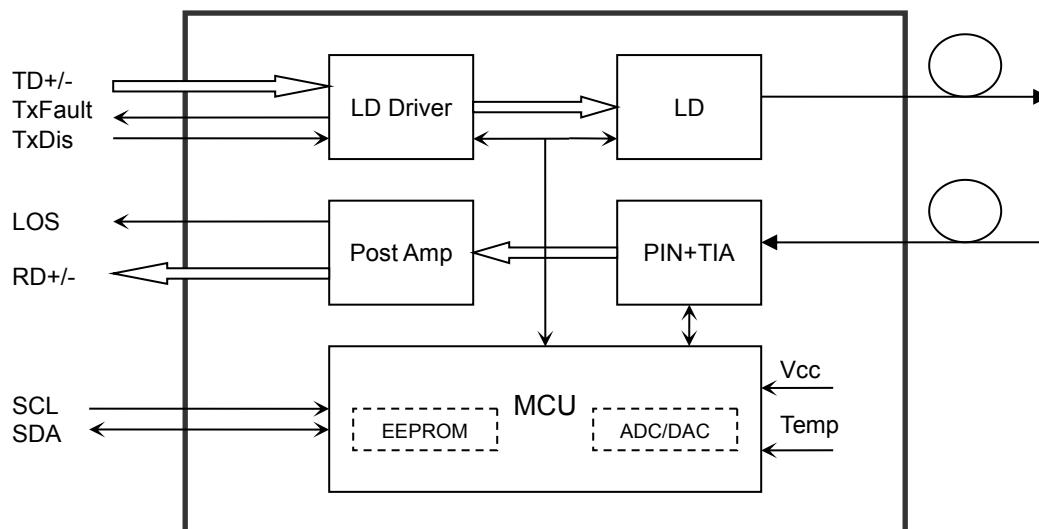 TD+/-
TxFault
TxDis
LD Driver
LD
LOS
RD+/-
Post Amp
PIN+TIA
SCL
SDA
MCU
EEPROM
ADC/DAC
Vcc
Temp